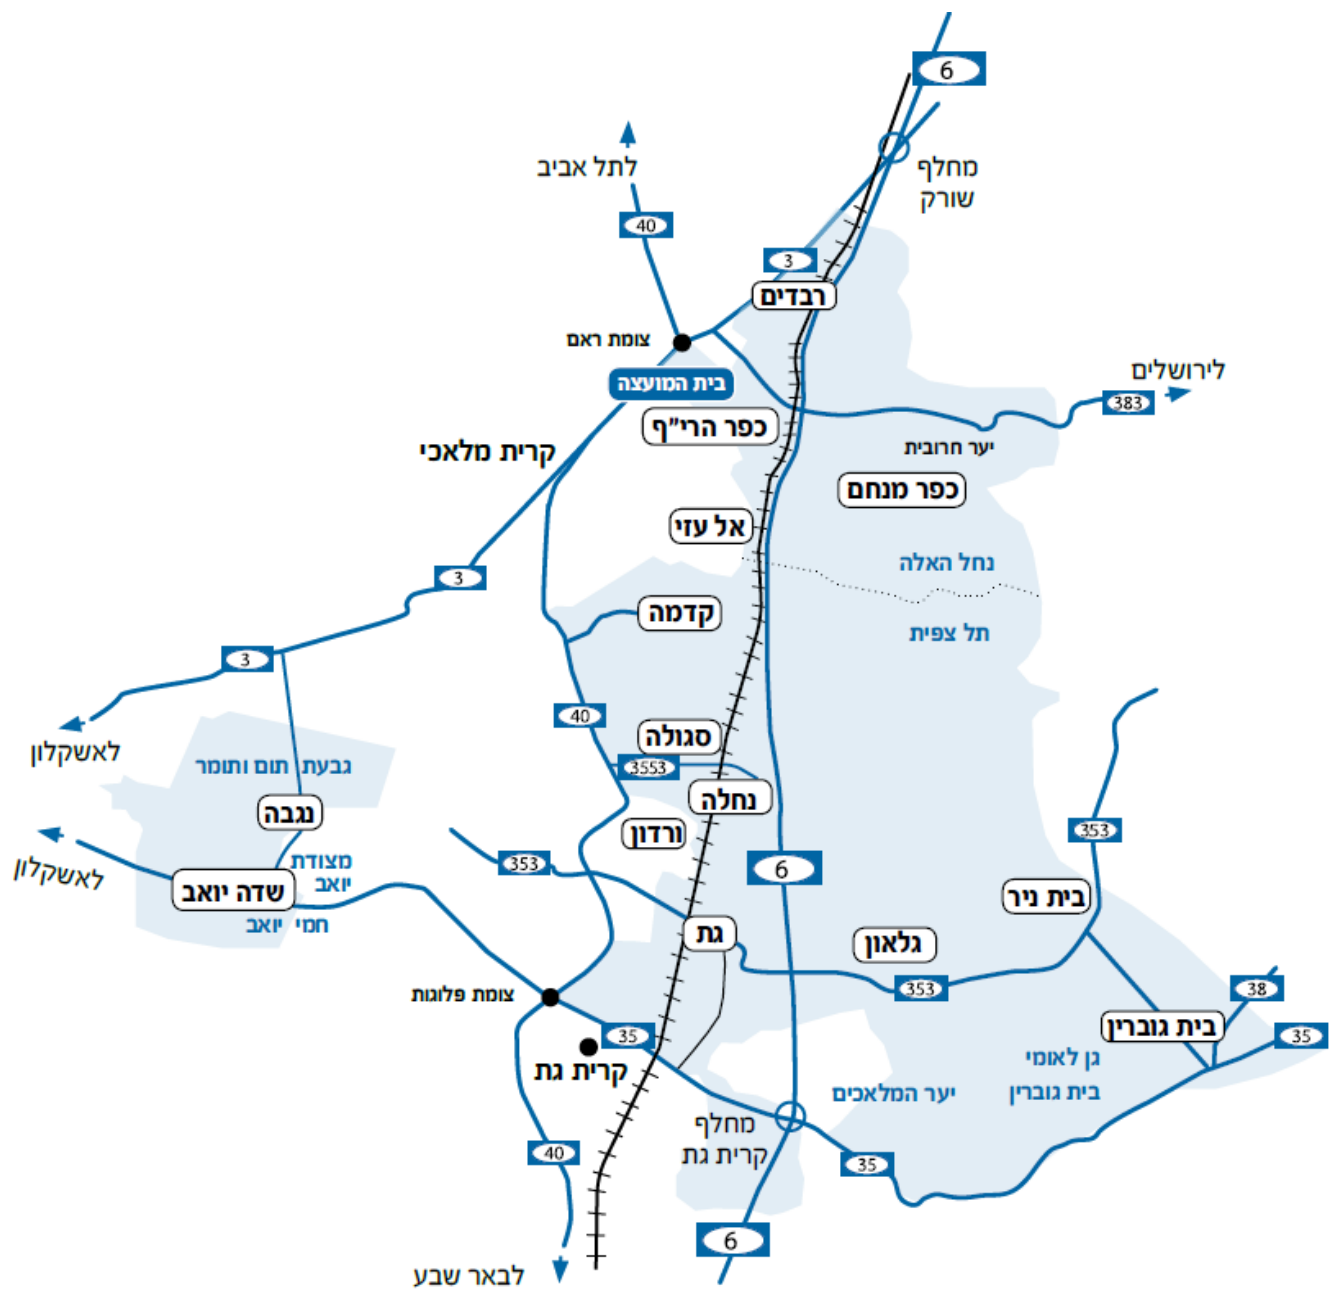 6
מחלף
שורק
לתל אביב
40
3
רבדים
צומת ראם
בית המועצה
לירושלים
383
כפר הרי״ף
יער חרובית
קרית מלאכי
כפר מנחם
אל עזי
נחל האלה
3
קדמה
תל צפית
3
40
סגולה
לאשקלון
גבעת תום ותומר
3553
נחלה
נגבה
ורדון
353
לאשקלון
מצודת
יואב
353
6
שדה יואב
בית ניר
חמי יואב
גת
גלאון
צומת פלוגות
353
38
35
בית גוברין
35
קרית גת
גן לאומי
בית גוברין
יער המלאכים
מחלף
קרית גת
40
35
6
לבאר שבע